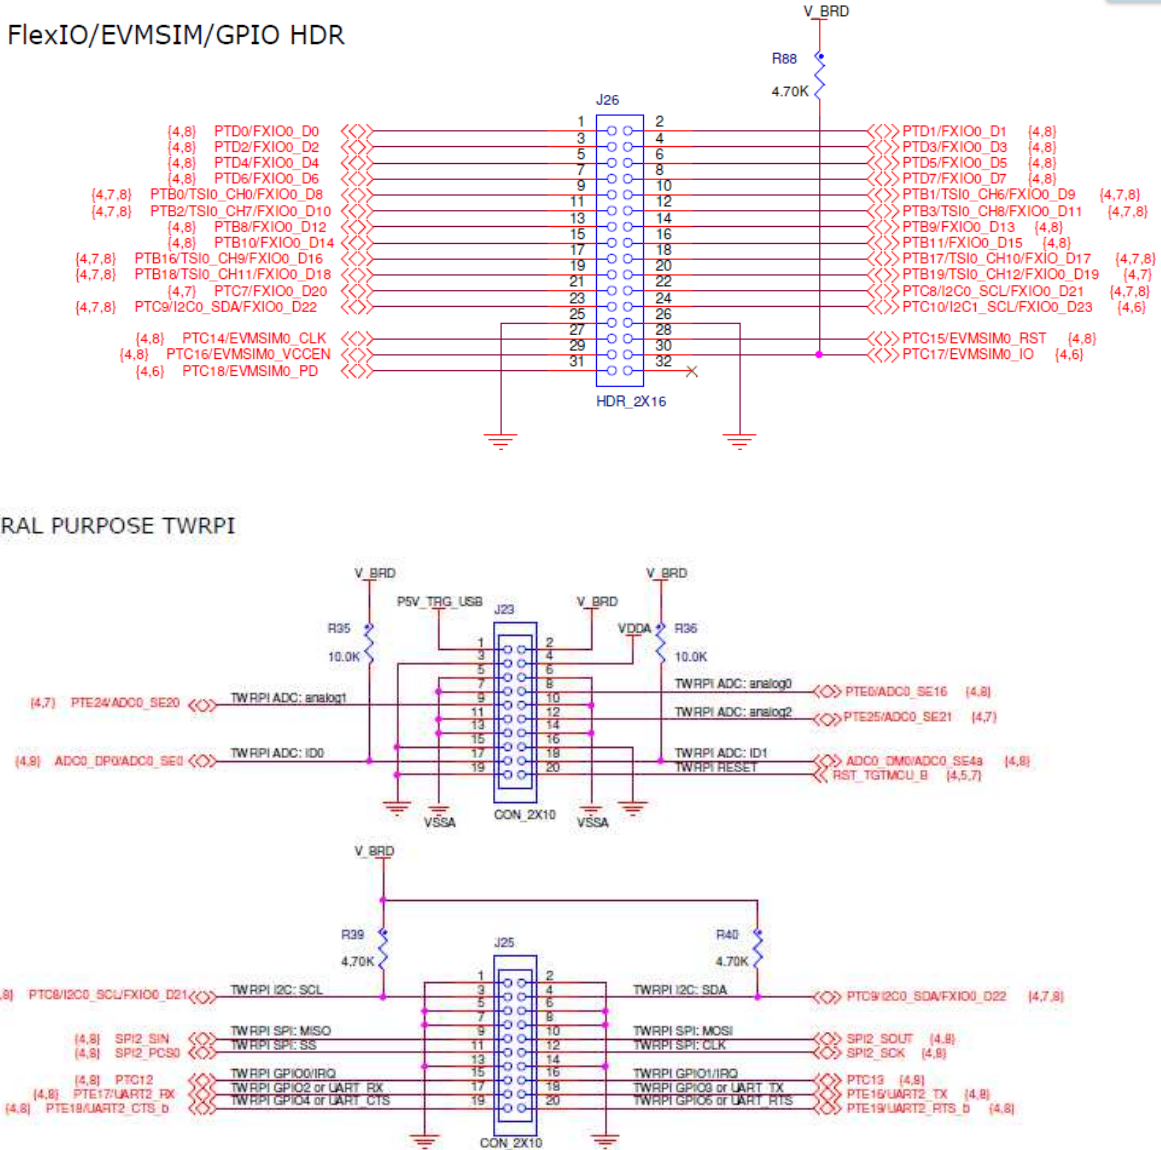 FlexIO/EVMSIM/GPIO HDR
V_BRD
R88
4.70K
J26
{4,8} PTD0/FXIO0_D0 1 2 PTD1/FXIO0_D1 {4,8}
{4,8} PTD2/FXIO0_D2 3 4 PTD3/FXIO0_D3 {4,8}
{4,8} PTD4/FXIO0_D4 5 6 PTD5/FXIO0_D5 {4,8}
{4,8} PTD6/FXIO0_D6 7 8 PTD7/FXIO0_D7 {4,8}
{4,7,8} PTB0/TSI0_CH0/FXIO0_D8 9 10 PTB1/TSI0_CH6/FXIO0_D9 {4,7,8}
{4,7,8} PTB2/TSI0_CH7/FXIO0_D10 11 12 PTB3/TSI0_CH8/FXIO0_D11 {4,7,8}
{4,8} PTB8/FXIO0_D12 13 14 PTB9/FXIO0_D13 {4,8}
{4,8} PTB10/FXIO0_D14 15 16 PTB11/FXIO0_D15 {4,8}
{4,7,8} PTB16/TSI0_CH9/FXIO0_D16 17 18 PTB17/TSI0_CH10/FXIO0_D17 {4,7,8}
{4,7,8} PTB18/TSI0_CH11/FXIO0_D18 19 20 PTB19/TSI0_CH12/FXIO0_D19 {4,7}
{4,7} PTC7/FXIO0_D20 21 22 PTC8/I2C0_SCL/FXIO0_D21 {4,7,8}
{4,7,8} PTC9/I2C0_SDA/FXIO0_D22 23 24 PTC10/I2C1_SCL/FXIO0_D23 {4,6}
25 26
{4,8} PTC14/EVMSIM0_CLK 27 28 PTC15/EVMSIM0_RST {4,8}
{4,8} PTC16/EVMSIM0_VCCEN 29 30 PTC17/EVMSIM0_IO {4,6}
{4,6} PTC18/EVMSIM0_PD 31 32
HDR_2X16
RAL PURPOSE TWRPI
V_BRD V_BRD
P5V_TRG_USB J23 V_BRD
R35 VDDA R36
10.0K 10.0K
1 2
3 4
5 6
7 8 TWRPI ADC: analog0 PTE0/ADC0_SE16 {4,8}
{4,7} PTE24/ADC0_SE20 TWRPI ADC: analog1 9 10
11 12 TWRPI ADC: analog2 PTE25/ADC0_SE21 {4,7}
13 14
15 16
{4,8} ADC0_DP0/ADC0_SE0 TWRPI ADC: ID0 17 18 TWRPI ADC: ID1 ADC0_DM0/ADC0_SE4a {4,8}
19 20 TWRPI RESET RST_TGTMCU_B {4,5,7}
VSSA CON_2X10 VSSA
V_BRD
R39 J25 R40
4.70K 4.70K
1 2
,8} PTC8/I2C0_SCL/FXIO0_D21 TWRPI I2C: SCL 3 4 TWRPI I2C: SDA PTC9/I2C0_SDA/FXIO0_D22 {4,7,8}
5 6
7 8
{4,8} SPI2_SIN TWRPI SPI: MISO 9 10 TWRPI SPI: MOSI SPI2_SOUT {4,8}
{4,8} SPI2_PCS0 TWRPI SPI: SS 11 12 TWRPI SPI: CLK SPI2_SCK {4,8}
13 14
{4,8} PTC12 TWRPI GPIO0/IRQ 15 16 TWRPI GPIO1/IRQ PTC13 {4,8}
{4,8} PTE17/UART2_RX TWRPI GPIO2 or UART_RX 17 18 TWRPI GPIO3 or UART_TX PTE16/UART2_TX {4,8}
{4,8} PTE18/UART2_CTS_b TWRPI GPIO4 or UART_CTS 19 20 TWRPI GPIO5 or UART_RTS PTE19/UART2_RTS_b {4,8}
CON_2X10